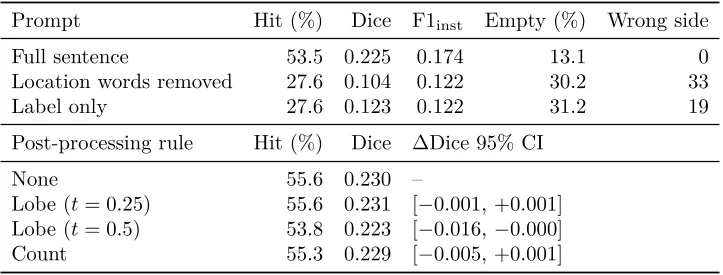 Prompt Hit (%) Dice F1inst Empty (%) Wrong side
Full sentence 53.5 0.225 0.174 13.1 0
Location words removed 27.6 0.104 0.122 30.2 33
Label only 27.6 0.123 0.122 31.2 19
Post-processing rule Hit (%) Dice ΔDice 95% CI
None 55.6 0.230 –
Lobe (t = 0.25) 55.6 0.231 [−0.001, +0.001]
Lobe (t = 0.5) 53.8 0.223 [−0.016, −0.000]
Count 55.3 0.229 [−0.005, +0.001]